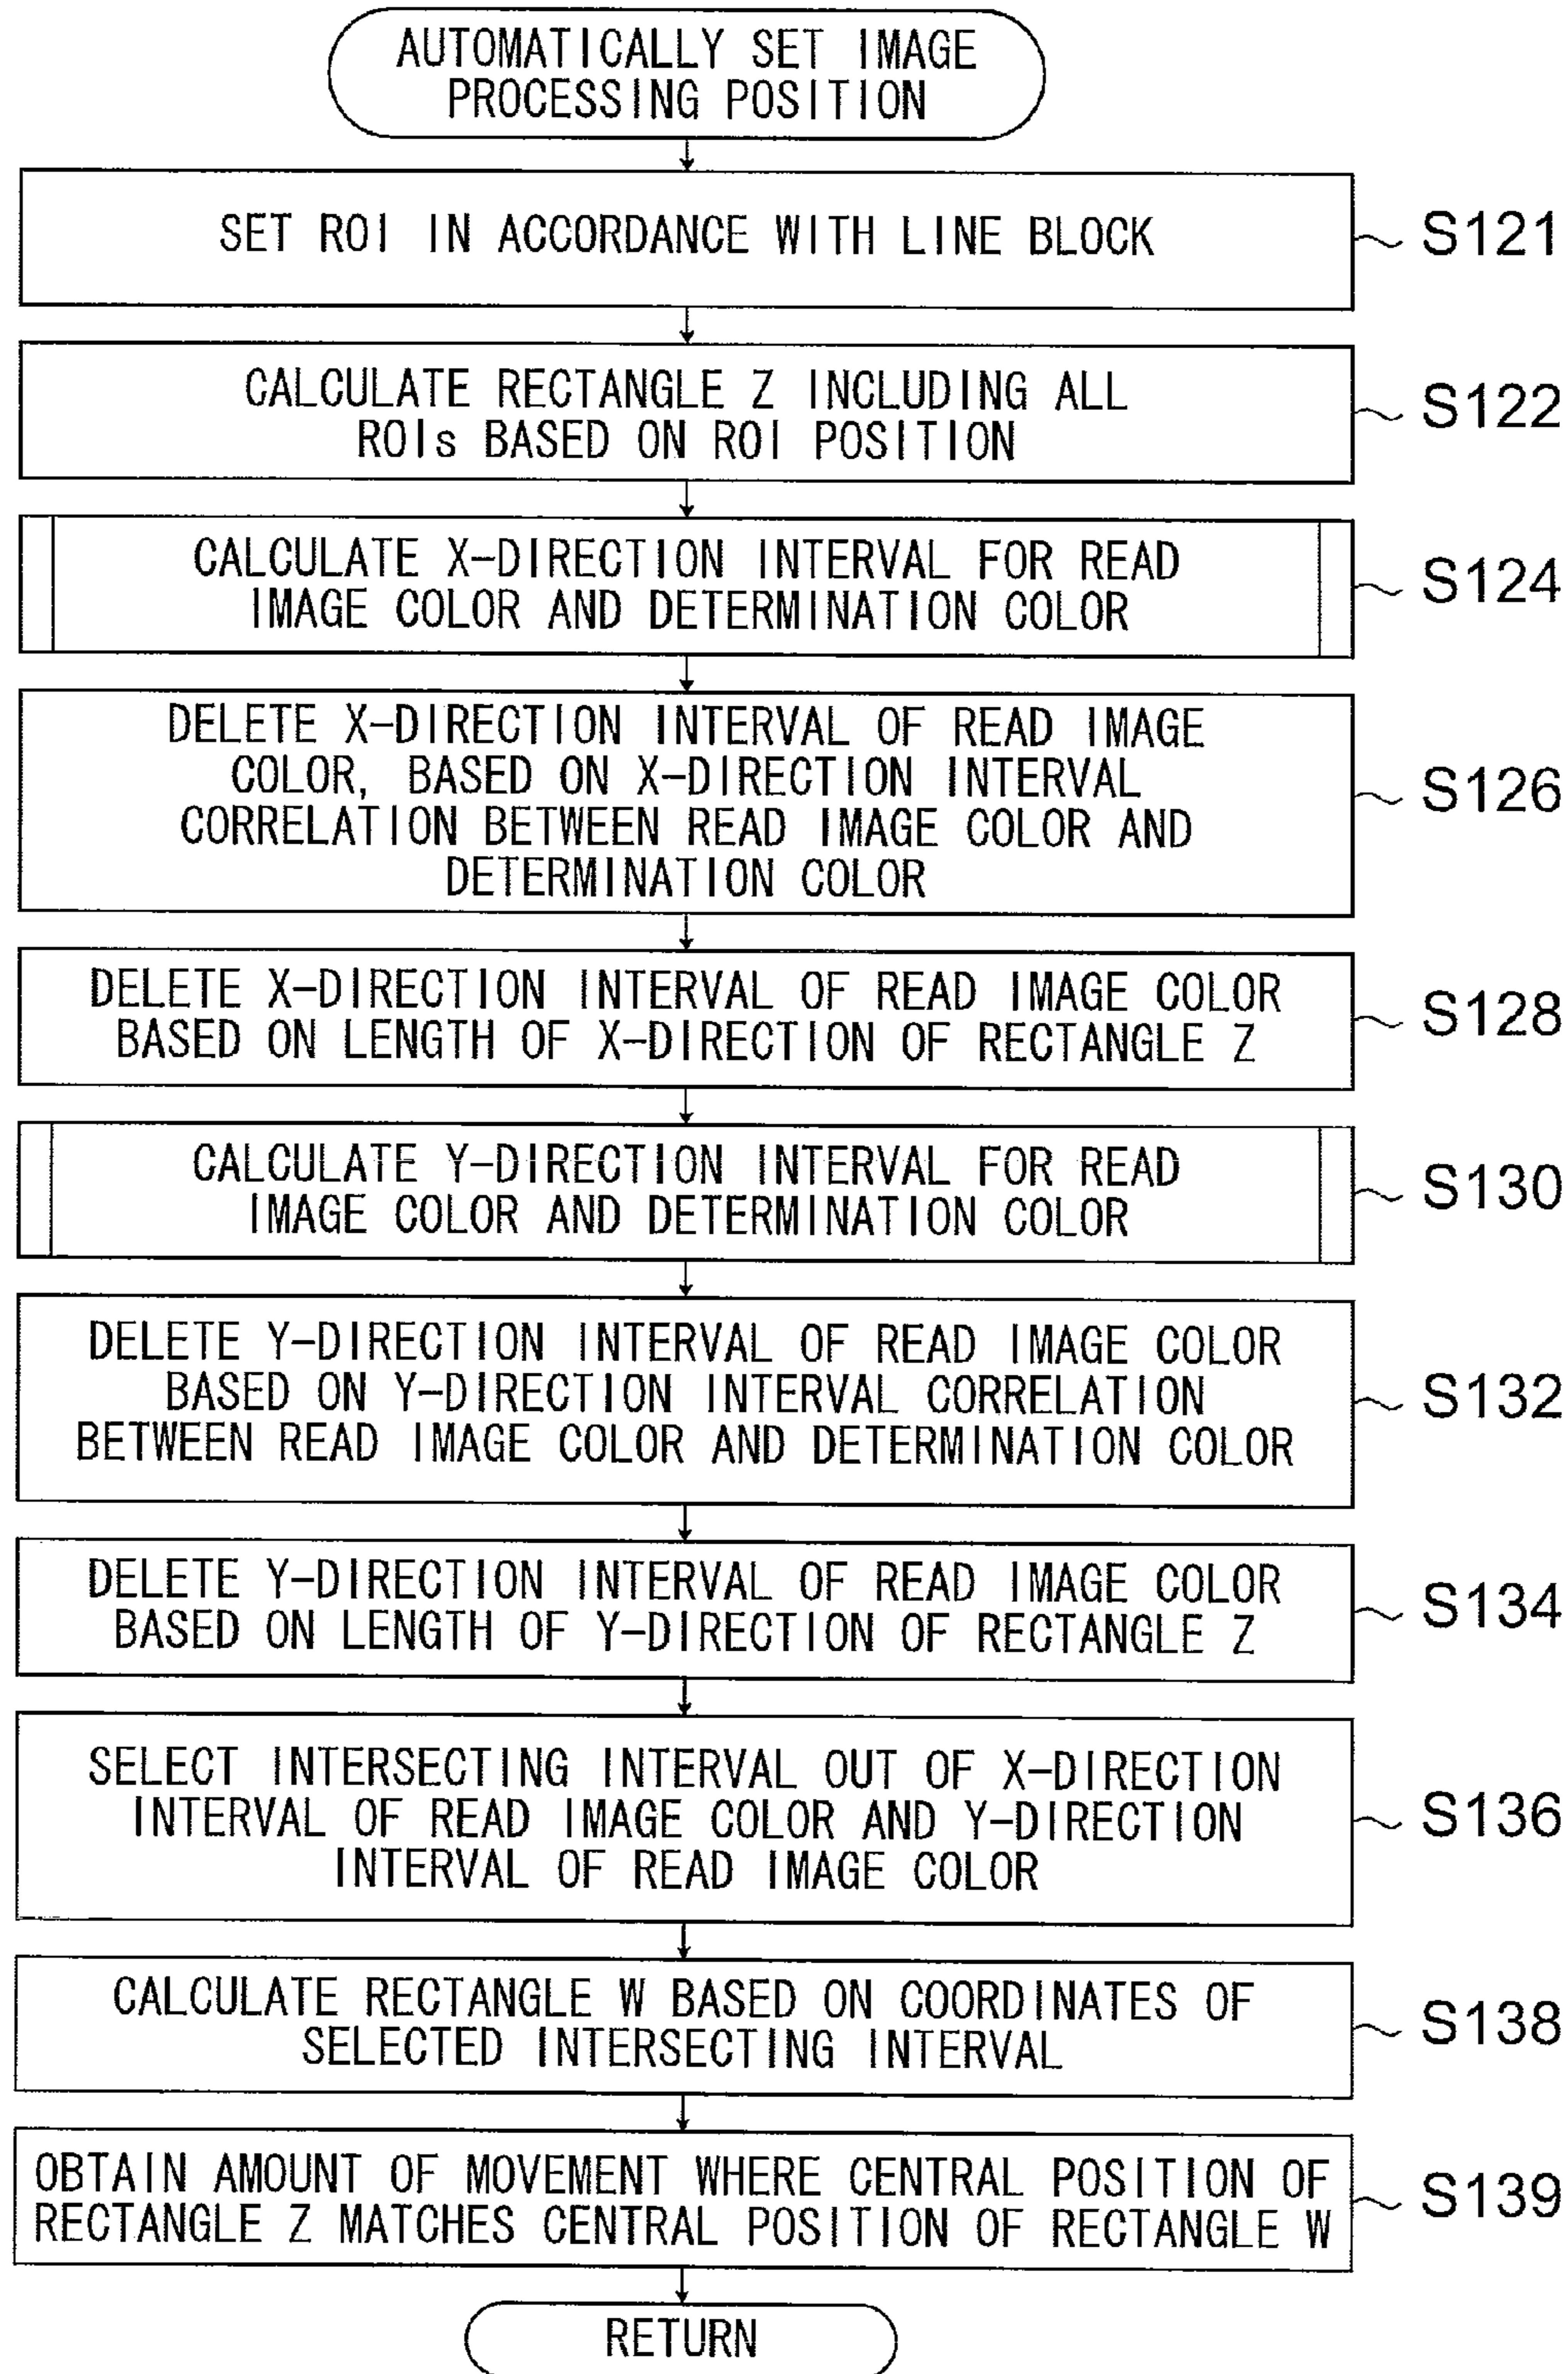 AUTOMATICALLY SET IMAGE
PROCESSING POSITION
SET ROI IN ACCORDANCE WITH LINE BLOCK
S121
CALCULATE RECTANGLE Z INCLUDING ALL
ROIs BASED ON ROI POSITION
S122
CALCULATE X-DIRECTION INTERVAL FOR READ
IMAGE COLOR AND DETERMINATION COLOR
S124
DELETE X-DIRECTION INTERVAL OF READ IMAGE
COLOR, BASED ON X-DIRECTION INTERVAL
CORRELATION BETWEEN READ IMAGE COLOR AND
DETERMINATION COLOR
S126
DELETE X-DIRECTION INTERVAL OF READ IMAGE COLOR
BASED ON LENGTH OF X-DIRECTION OF RECTANGLE Z
S128
CALCULATE Y-DIRECTION INTERVAL FOR READ
IMAGE COLOR AND DETERMINATION COLOR
S130
DELETE Y-DIRECTION INTERVAL OF READ IMAGE COLOR
BASED ON Y-DIRECTION INTERVAL CORRELATION
BETWEEN READ IMAGE COLOR AND DETERMINATION COLOR
S132
DELETE Y-DIRECTION INTERVAL OF READ IMAGE COLOR
BASED ON LENGTH OF Y-DIRECTION OF RECTANGLE Z
S134
SELECT INTERSECTING INTERVAL OUT OF X-DIRECTION
INTERVAL OF READ IMAGE COLOR AND Y-DIRECTION
INTERVAL OF READ IMAGE COLOR
S136
CALCULATE RECTANGLE W BASED ON COORDINATES OF
SELECTED INTERSECTING INTERVAL
S138
OBTAIN AMOUNT OF MOVEMENT WHERE CENTRAL POSITION OF
RECTANGLE Z MATCHES CENTRAL POSITION OF RECTANGLE W
S139
RETURN